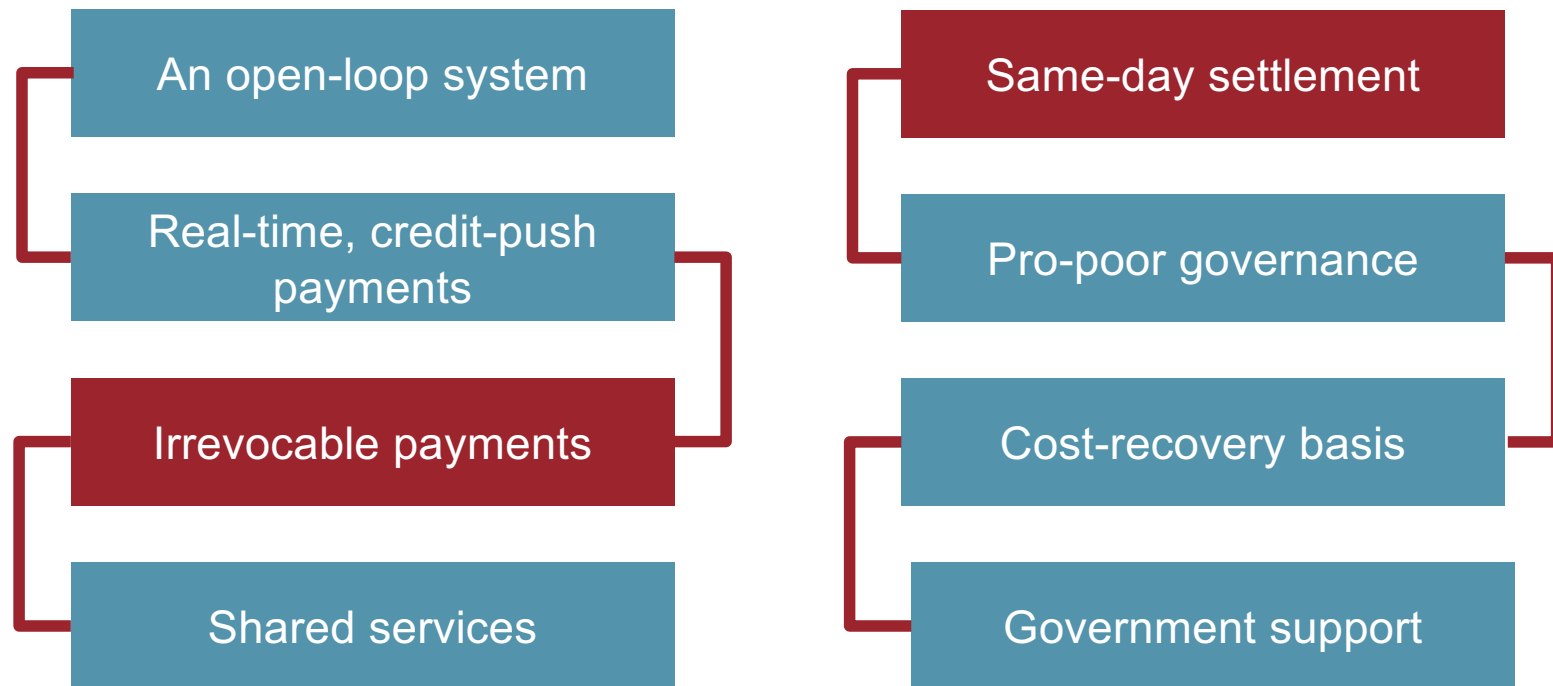 An open-loop system
Real-time, credit-push
payments
Irrevocable payments
Shared services
Same-day settlement
Pro-poor governance
Cost-recovery basis
Government support